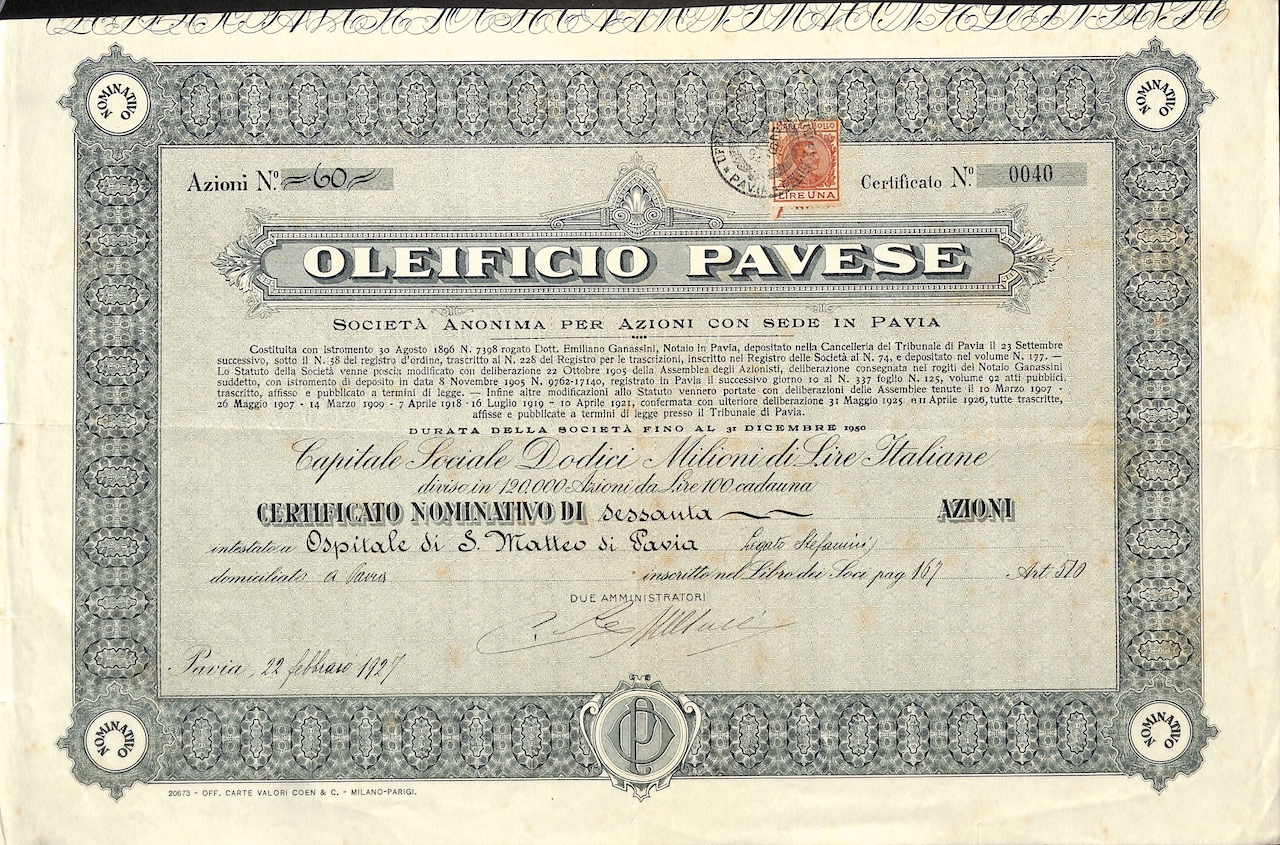 NOMINATIVO
NOMINATIVO
Azioni N.º 60
MARCA DA BOLLO
LIRE UNA
Certificato N.º 0040
OLEIFICIO PAVESE
SOCIETÀ ANONIMA PER AZIONI CON SEDE IN PAVIA
Costituita con istromento 30 Agosto 1896 N. 7398 rogato Dott. Emiliano Ganassini, Notaio in Pavia, depositato nella Cancelleria del Tribunale di Pavia il 23 Settembre
successivo, sotto il N. 58 del registro d'ordine, trascritto al N. 228 del Registro per le trascrizioni, inscritto nel Registro delle Società al N. 74, e depositato nel volume N. 177. —
Lo Statuto della Società venne poscia modificato con deliberazione 22 Ottobre 1905 della Assemblea degli Azionisti, deliberazione consegnata nei rogiti del Notaio Ganassini
suddetto, con istromento di deposito in data 8 Novembre 1905 N. 9762-17140, registrato in Pavia il successivo giorno 10 al N. 337 foglio N. 125, volume 92 atti pubblici,
trascritto, affisso e pubblicato a termini di legge. — Infine altre modificazioni allo Statuto vennero portate con deliberazioni delle Assemblee tenute il 10 Marzo 1907 -
26 Maggio 1907 - 14 Marzo 1909 - 7 Aprile 1918 - 16 Luglio 1919 - 10 Aprile 1921, confermata con ulteriore deliberazione 31 Maggio 1925 e 11 Aprile 1926, tutte trascritte,
affisse e pubblicate a termini di legge presso il Tribunale di Pavia.
DURATA DELLA SOCIETÀ FINO AL 31 DICEMBRE 1950
Capitale Sociale Dodici Milioni di Lire Italiane
diviso in 120.000 Azioni da Lire 100 cadauna
CERTIFICATO NOMINATIVO DI sessanta AZIONI
intestato a Ospitale di S. Matteo di Pavia Legato Stefanini
domiciliato a Pavia inscritto nel Libro dei Soci pag. 167 Art. 510
DUE AMMINISTRATORI
Pavia, 22 febbraio 1927
NOMINATIVO
NOMINATIVO
20673 - OFF. CARTE VALORI COEN & C. - MILANO-PARIGI.